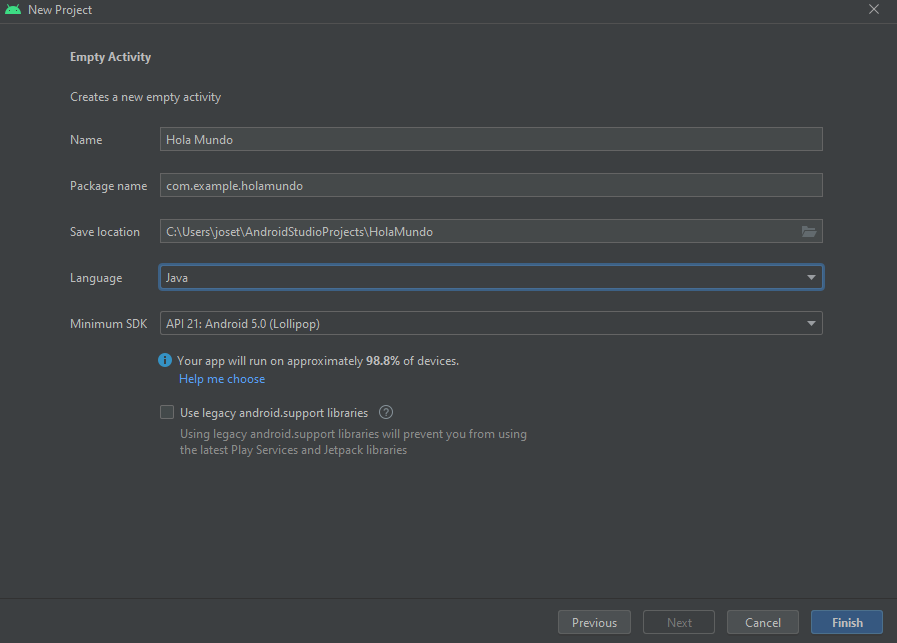 New Project
Empty Activity
Creates a new empty activity
Name Hola Mundo
Package name com.example.holamundo
Save location C:\Users\joset\AndroidStudioProjects\HolaMundo
Language Java
Minimum SDK API 21: Android 5.0 (Lollipop)
i Your app will run on approximately 98.8% of devices.
Help me choose
Use legacy android.support libraries ?
Using legacy android.support libraries will prevent you from using
the latest Play Services and Jetpack libraries
Previous Next Cancel Finish